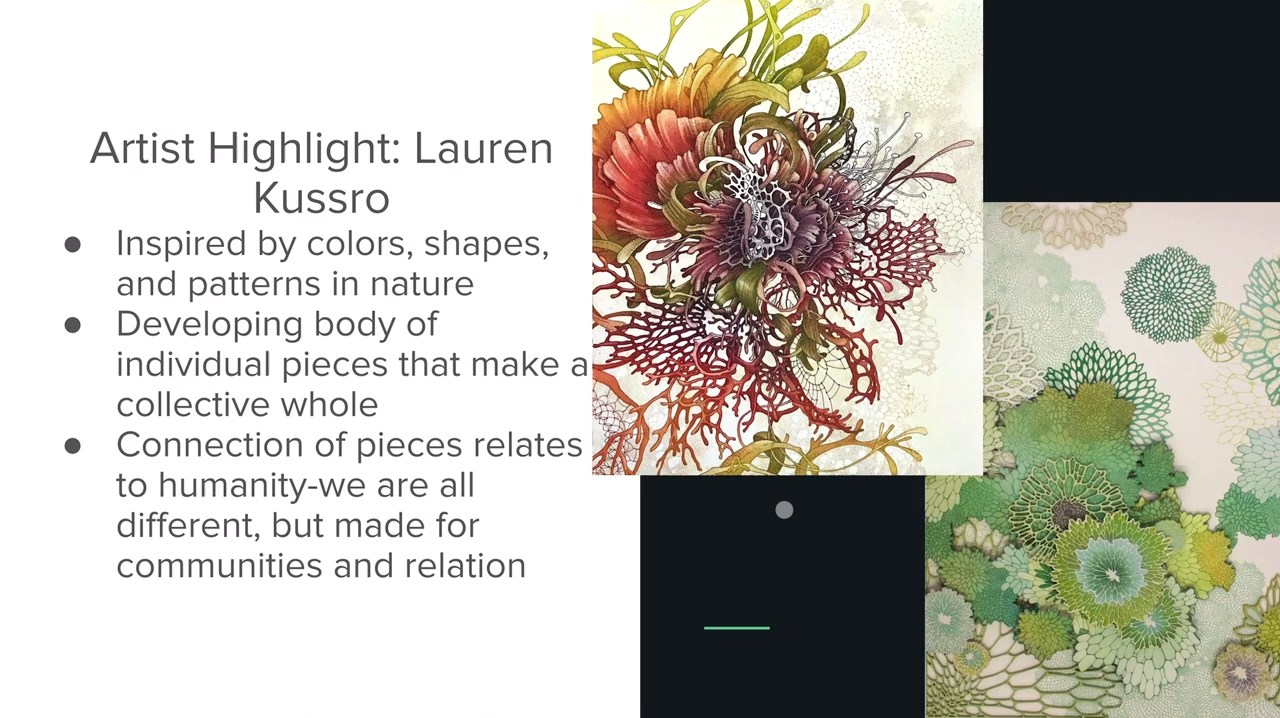 Artist Highlight: Lauren
Kussro
● Inspired by colors, shapes,
and patterns in nature
● Developing body of
individual pieces that make a
collective whole
● Connection of pieces relates
to humanity-we are all
different, but made for
communities and relation